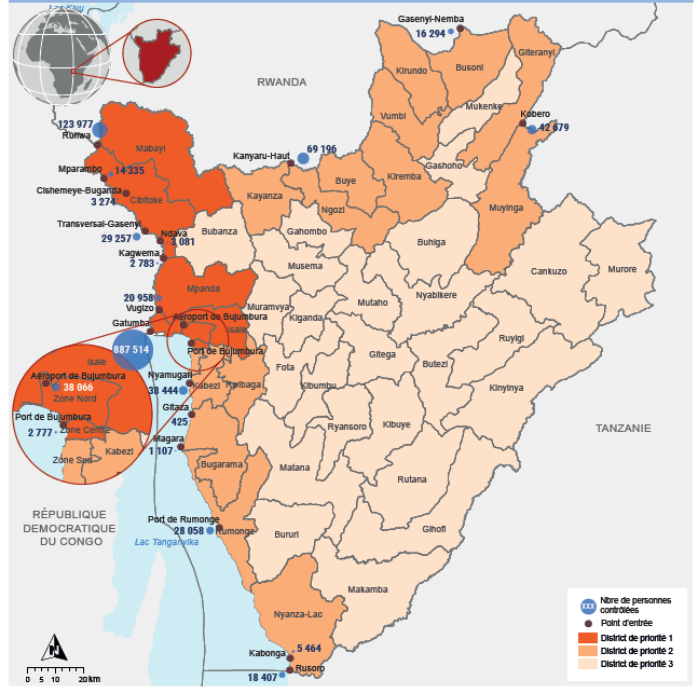 Gasenyi-Nemba
16 294
RWANDA
Giteranyi
Busoni
Kirundo
Mukenke
Vumbi
Kobero
42 679
123 977
Ruhwa
Mabayi
Kanyaru-Haut
69 196
Gashoho
Mparambo
14 335
Kiremba
Buye
Cishemeye-Buganda
3 274
Cibitoke
Kayanza
Ngozi
Muyinga
Transversal-Gasenyi
29 257
Ndava
3 081
Bubanza
Gahombo
Buhiga
Kagwema
2 783
Musema
Cankuzo
Murore
Mpanda
20 958
Vugizo
Muramvya
Mutaho
Nyabikere
Aéroport de Bujumbura
Kiganda
Gatumba
Isale
887 514
Port de Bujumbura
Gitega
Butezi
Ruyigi
Isale
Aéroport de Bujumbura
38 066
Zone Nord
Nyamugari
38 444
Kabezi
Rwibaga
Fota
Kibumbu
Kinyinya
Port de Bujumbura
2 777
Zone Centre
Gitaza
425
Kibuye
Ryansoro
TANZANIE
Zone Sud
Kabezi
Magara
1 107
Bugarama
Matana
Rutana
RÉPUBLIQUE
DEMOCRATIQUE
DU CONGO
Port de Rumonge
28 058
Rumonge
Lac Tanganyika
Bururi
Gihofi
Makamba
Nyanza-Lac
5 464
Kabonga
Rusoro
18 407
XXX
Nbre de personnes
contrôlées
Point d'entrée
District de priorité 1
District de priorité 2
District de priorité 3
N
0 5 10 20 km